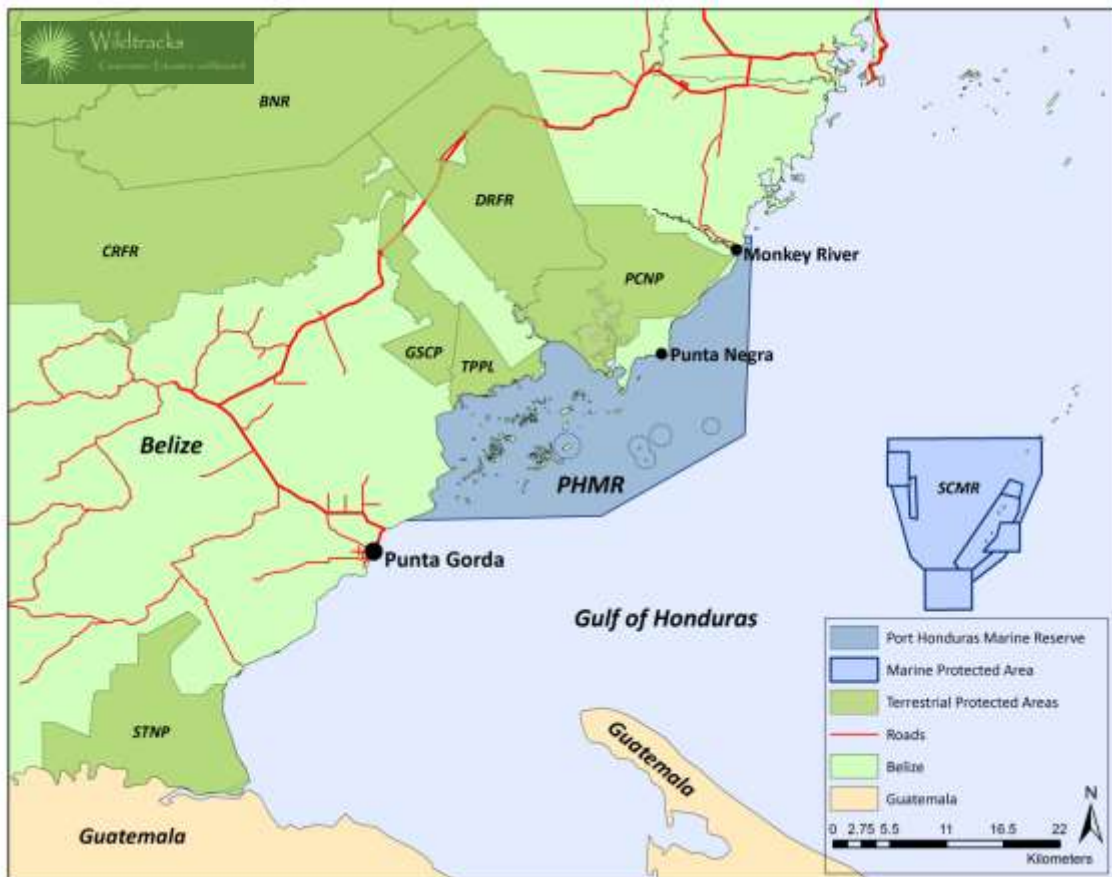 Wildtracks
BNR
DRFR
CRFR
Monkey River
PCNP
Punta Negra
GSCP
TPPL
Belize
PHMR
SCMR
Punta Gorda
Gulf of Honduras
Port Honduras Marine Reserve
Marine Protected Area
Terrestrial Protected Areas
Roads
Belize
Guatemala
STNP
Guatemala
Guatemala
N
0 2.75 5.5 11 16.5 22
Kilometers